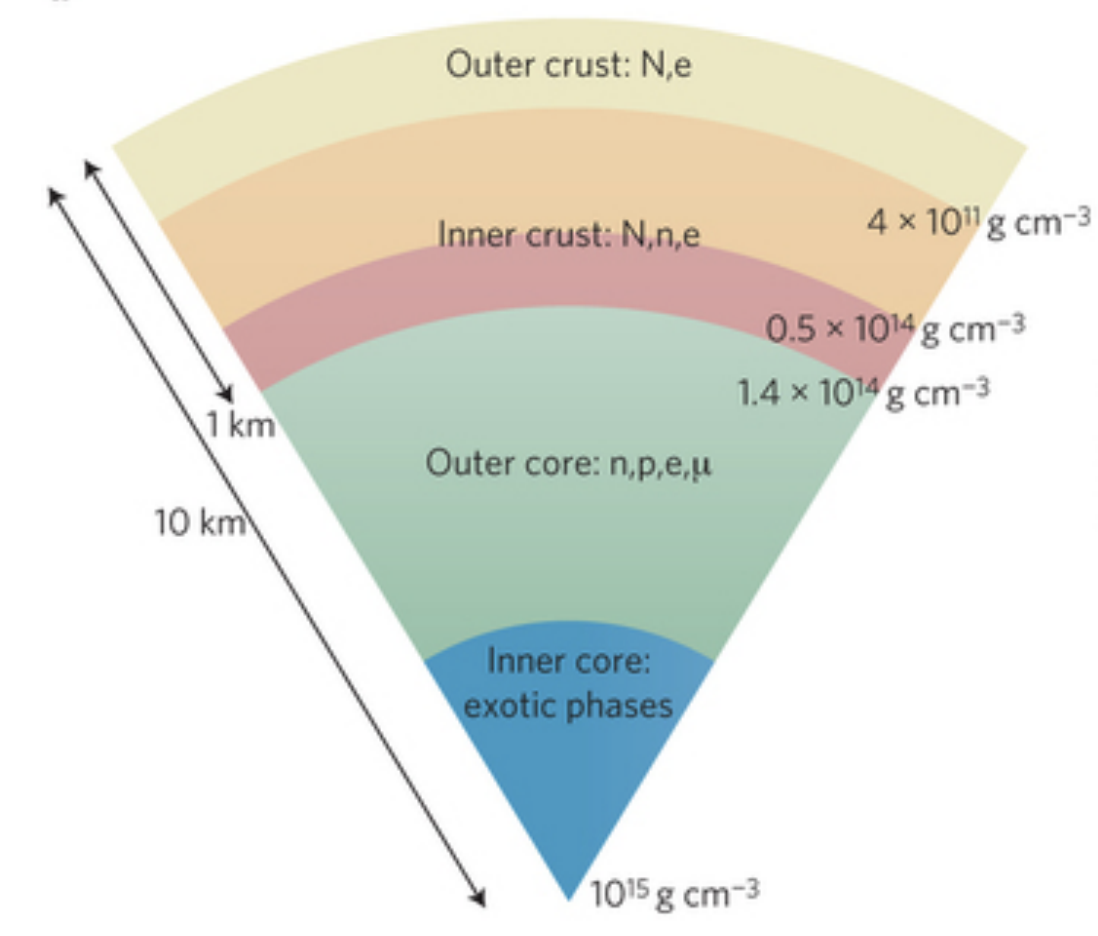 Outer crust: N,e
4 × 10¹¹ g cm⁻³
Inner crust: N,n,e
0.5 × 10¹⁴ g cm⁻³
1.4 × 10¹⁴ g cm⁻³
1 km
Outer core: n,p,e,μ
10 km
Inner core:
exotic phases
10¹⁵ g cm⁻³